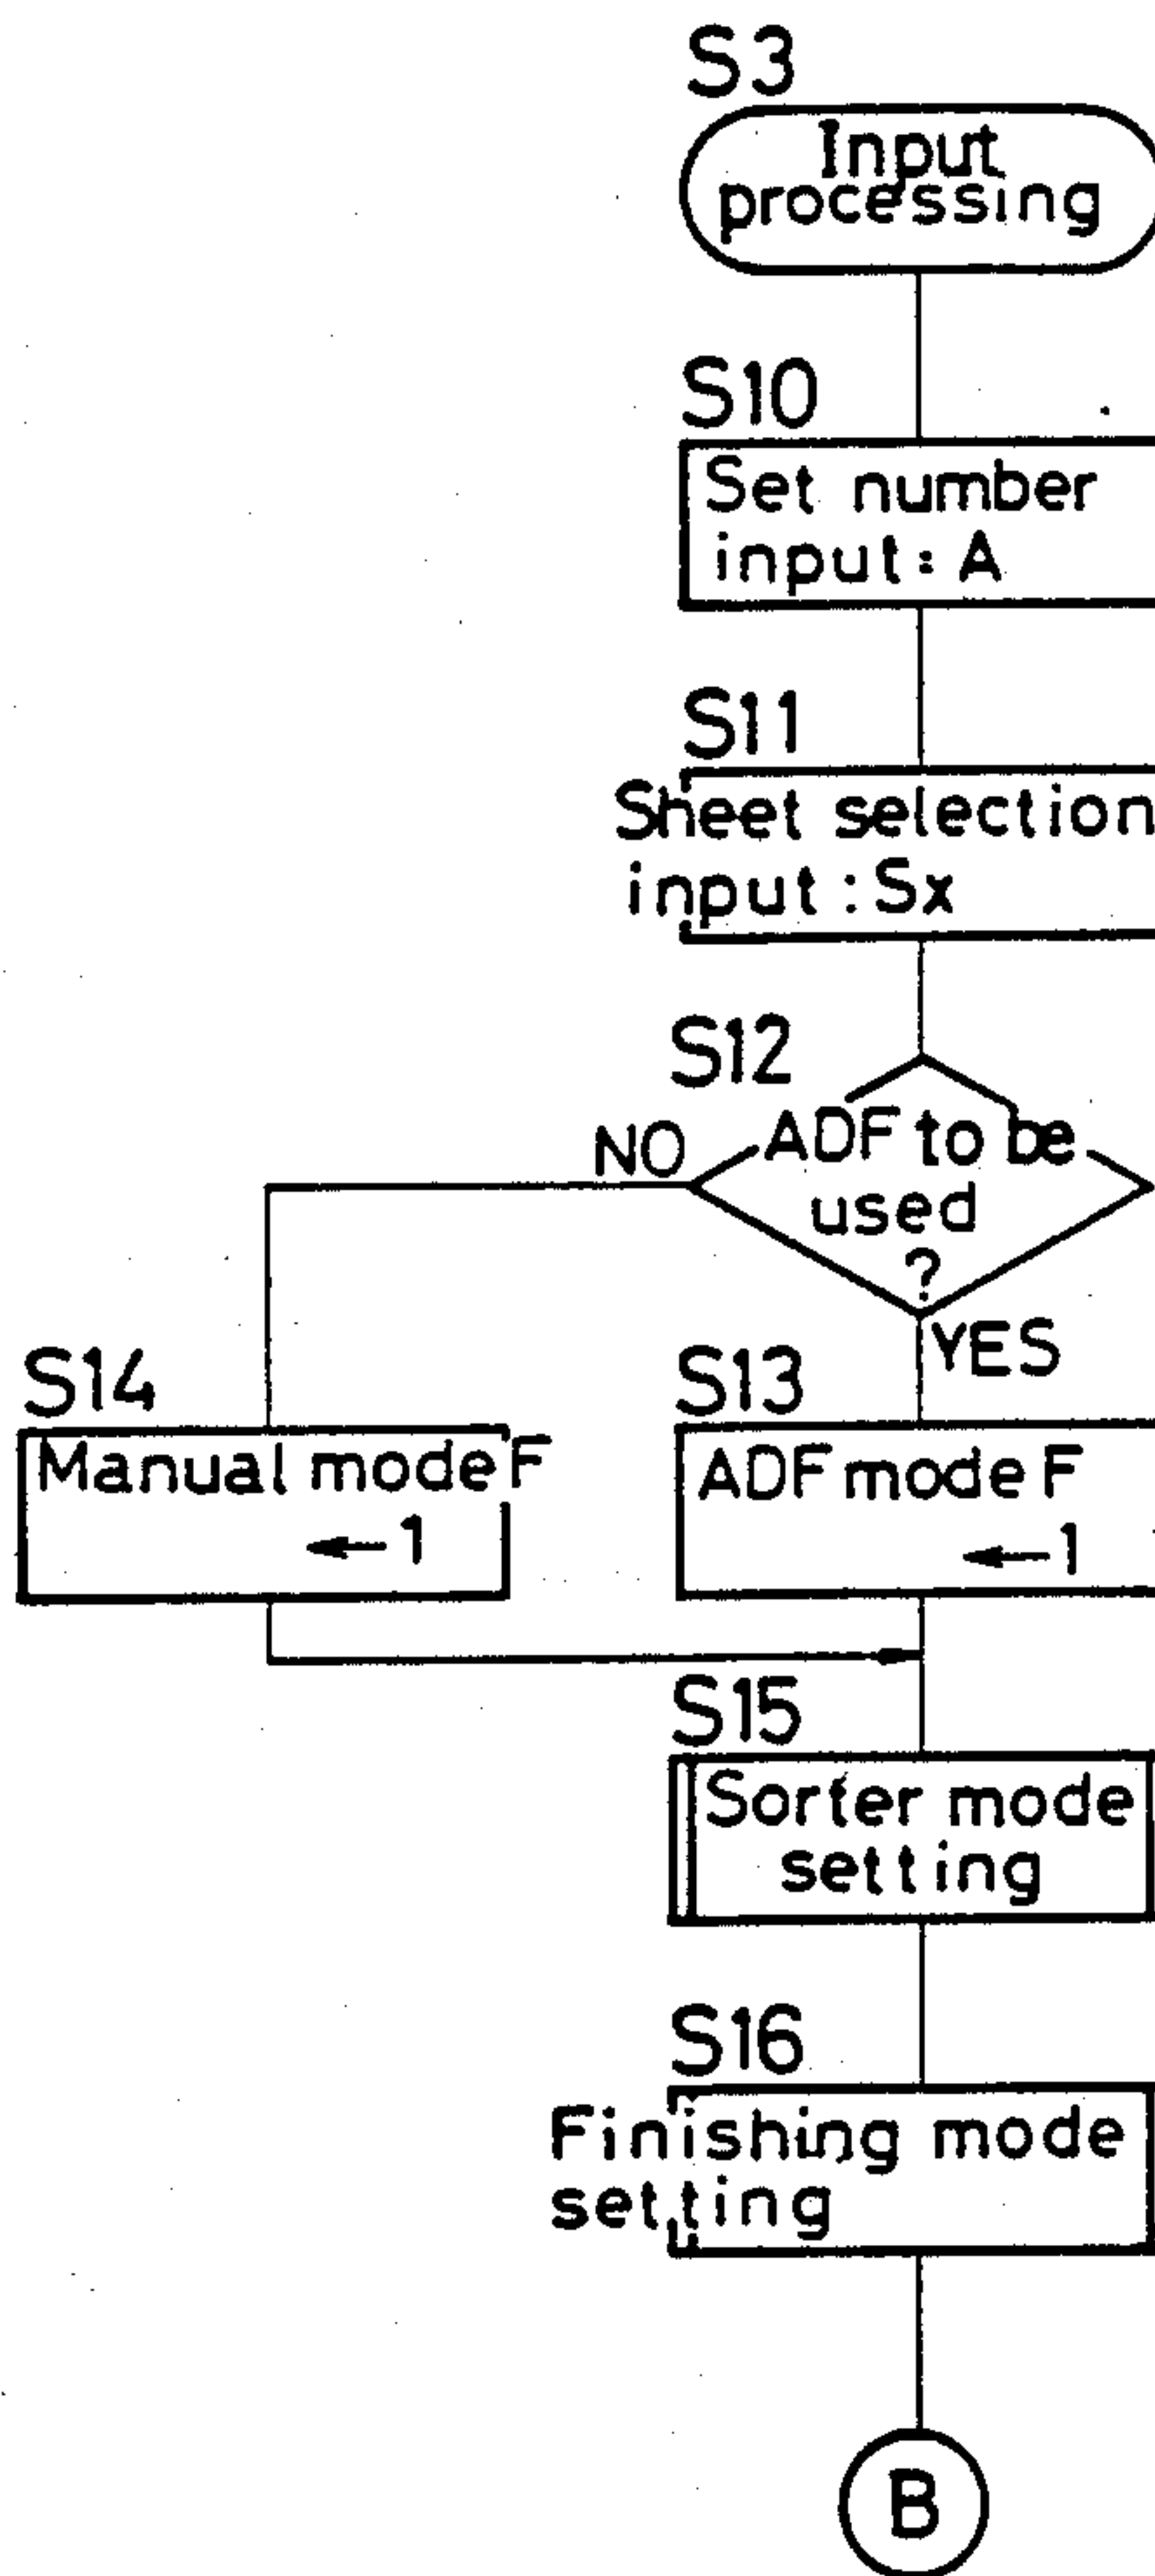 S3
Input
processing
S10
Set number
input: A
S11
Sheet selection
input: Sx
S12
NO
ADF to be
used
?
YES
S14
Manual mode F
←1
S13
ADF mode F
←1
S15
Sorter mode
setting
S16
Finishing mode
setting
B